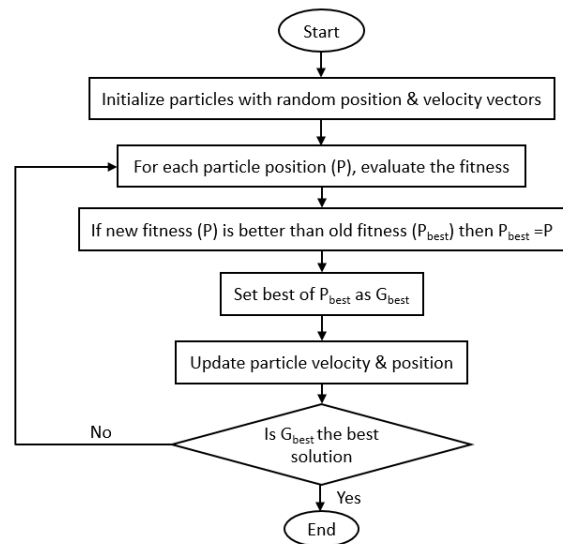 Start
Initialize particles with random position & velocity vectors
For each particle position (P), evaluate the fitness
If new fitness (P) is better than old fitness (Pbest) then Pbest =P
Set best of Pbest as Gbest
Update particle velocity & position
No
Is Gbest the best
solution
Yes
End